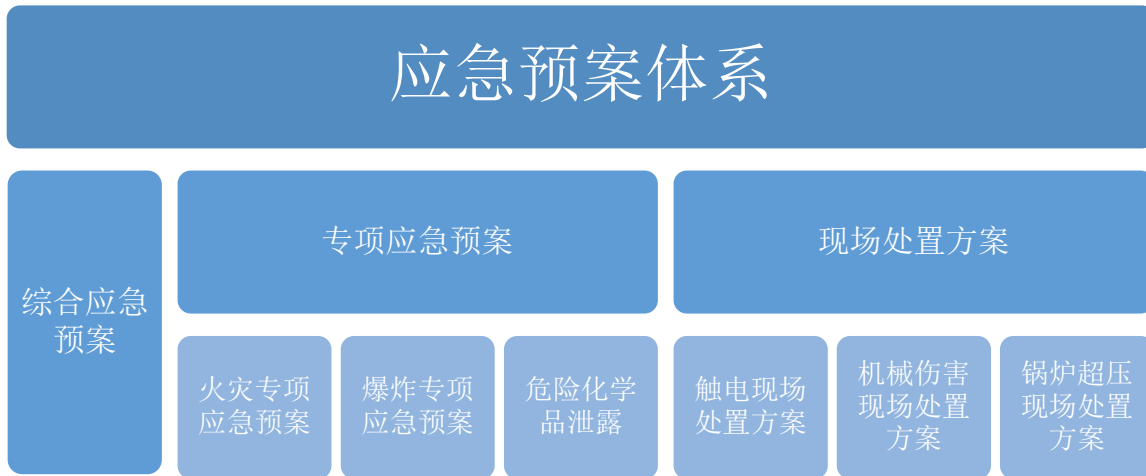 应急预案体系
综合应急
预案
专项应急预案
火灾专项
应急预案
爆炸专项
应急预案
危险化学
品泄露
现场处置方案
触电现场
处置方案
机械伤害
现场处置
方案
锅炉超压
现场处置
方案